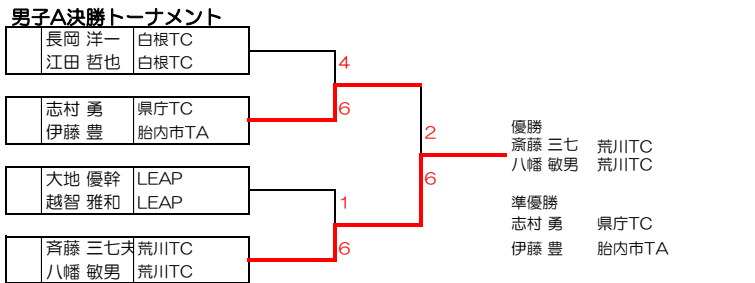 男子A決勝トーナメント
長岡 洋一 白根TC
江田 哲也 白根TC
4
志村 勇 県庁TC
6
伊藤 豊 胎内市TA
2
優勝
斎藤 三七 荒川TC
八幡 敏男 荒川TC
大地 優幹 LEAP
6
越智 雅和 LEAP
1
準優勝
志村 勇 県庁TC
斉藤 三七夫 荒川TC
6
伊藤 豊 胎内市TA
八幡 敏男 荒川TC